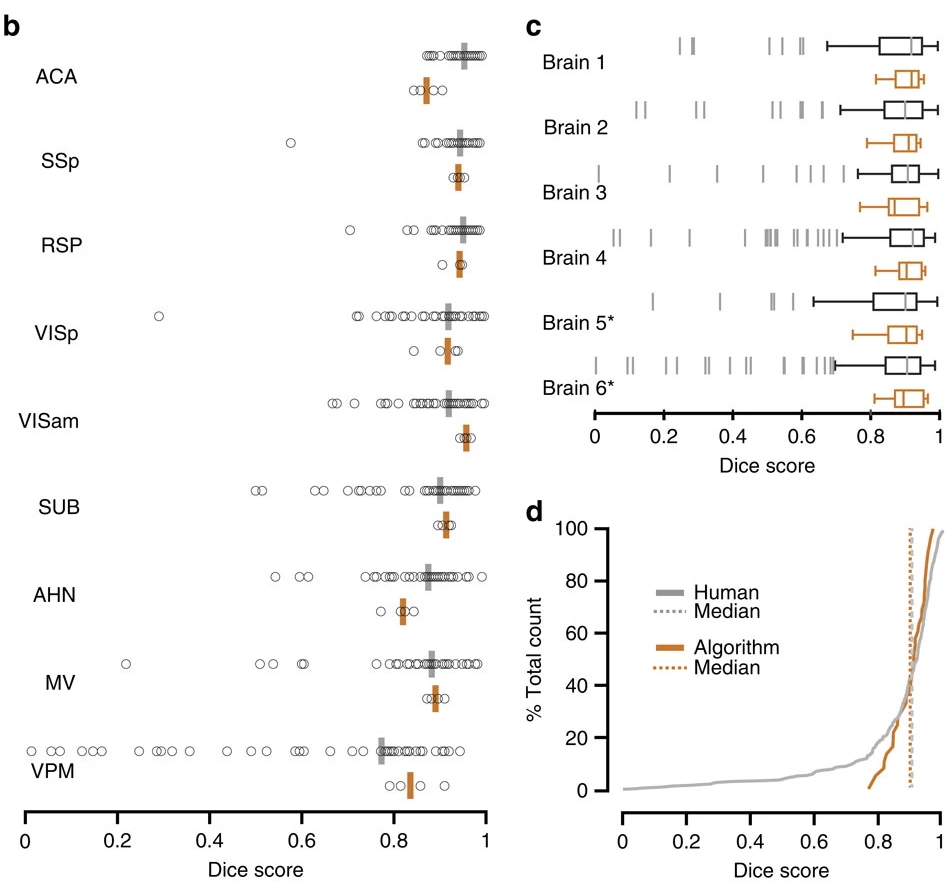 b
ACA
SSp
RSP
VISp
VISam
SUB
AHN
MV
VPM
0 0.2 0.4 0.6 0.8 1
Dice score
c
Brain 1
Brain 2
Brain 3
Brain 4
Brain 5*
Brain 6*
0 0.2 0.4 0.6 0.8 1
Dice score
d
% Total count
100
80
60
40
20
0
Human
Median
Algorithm
Median
0 0.2 0.4 0.6 0.8 1
Dice score